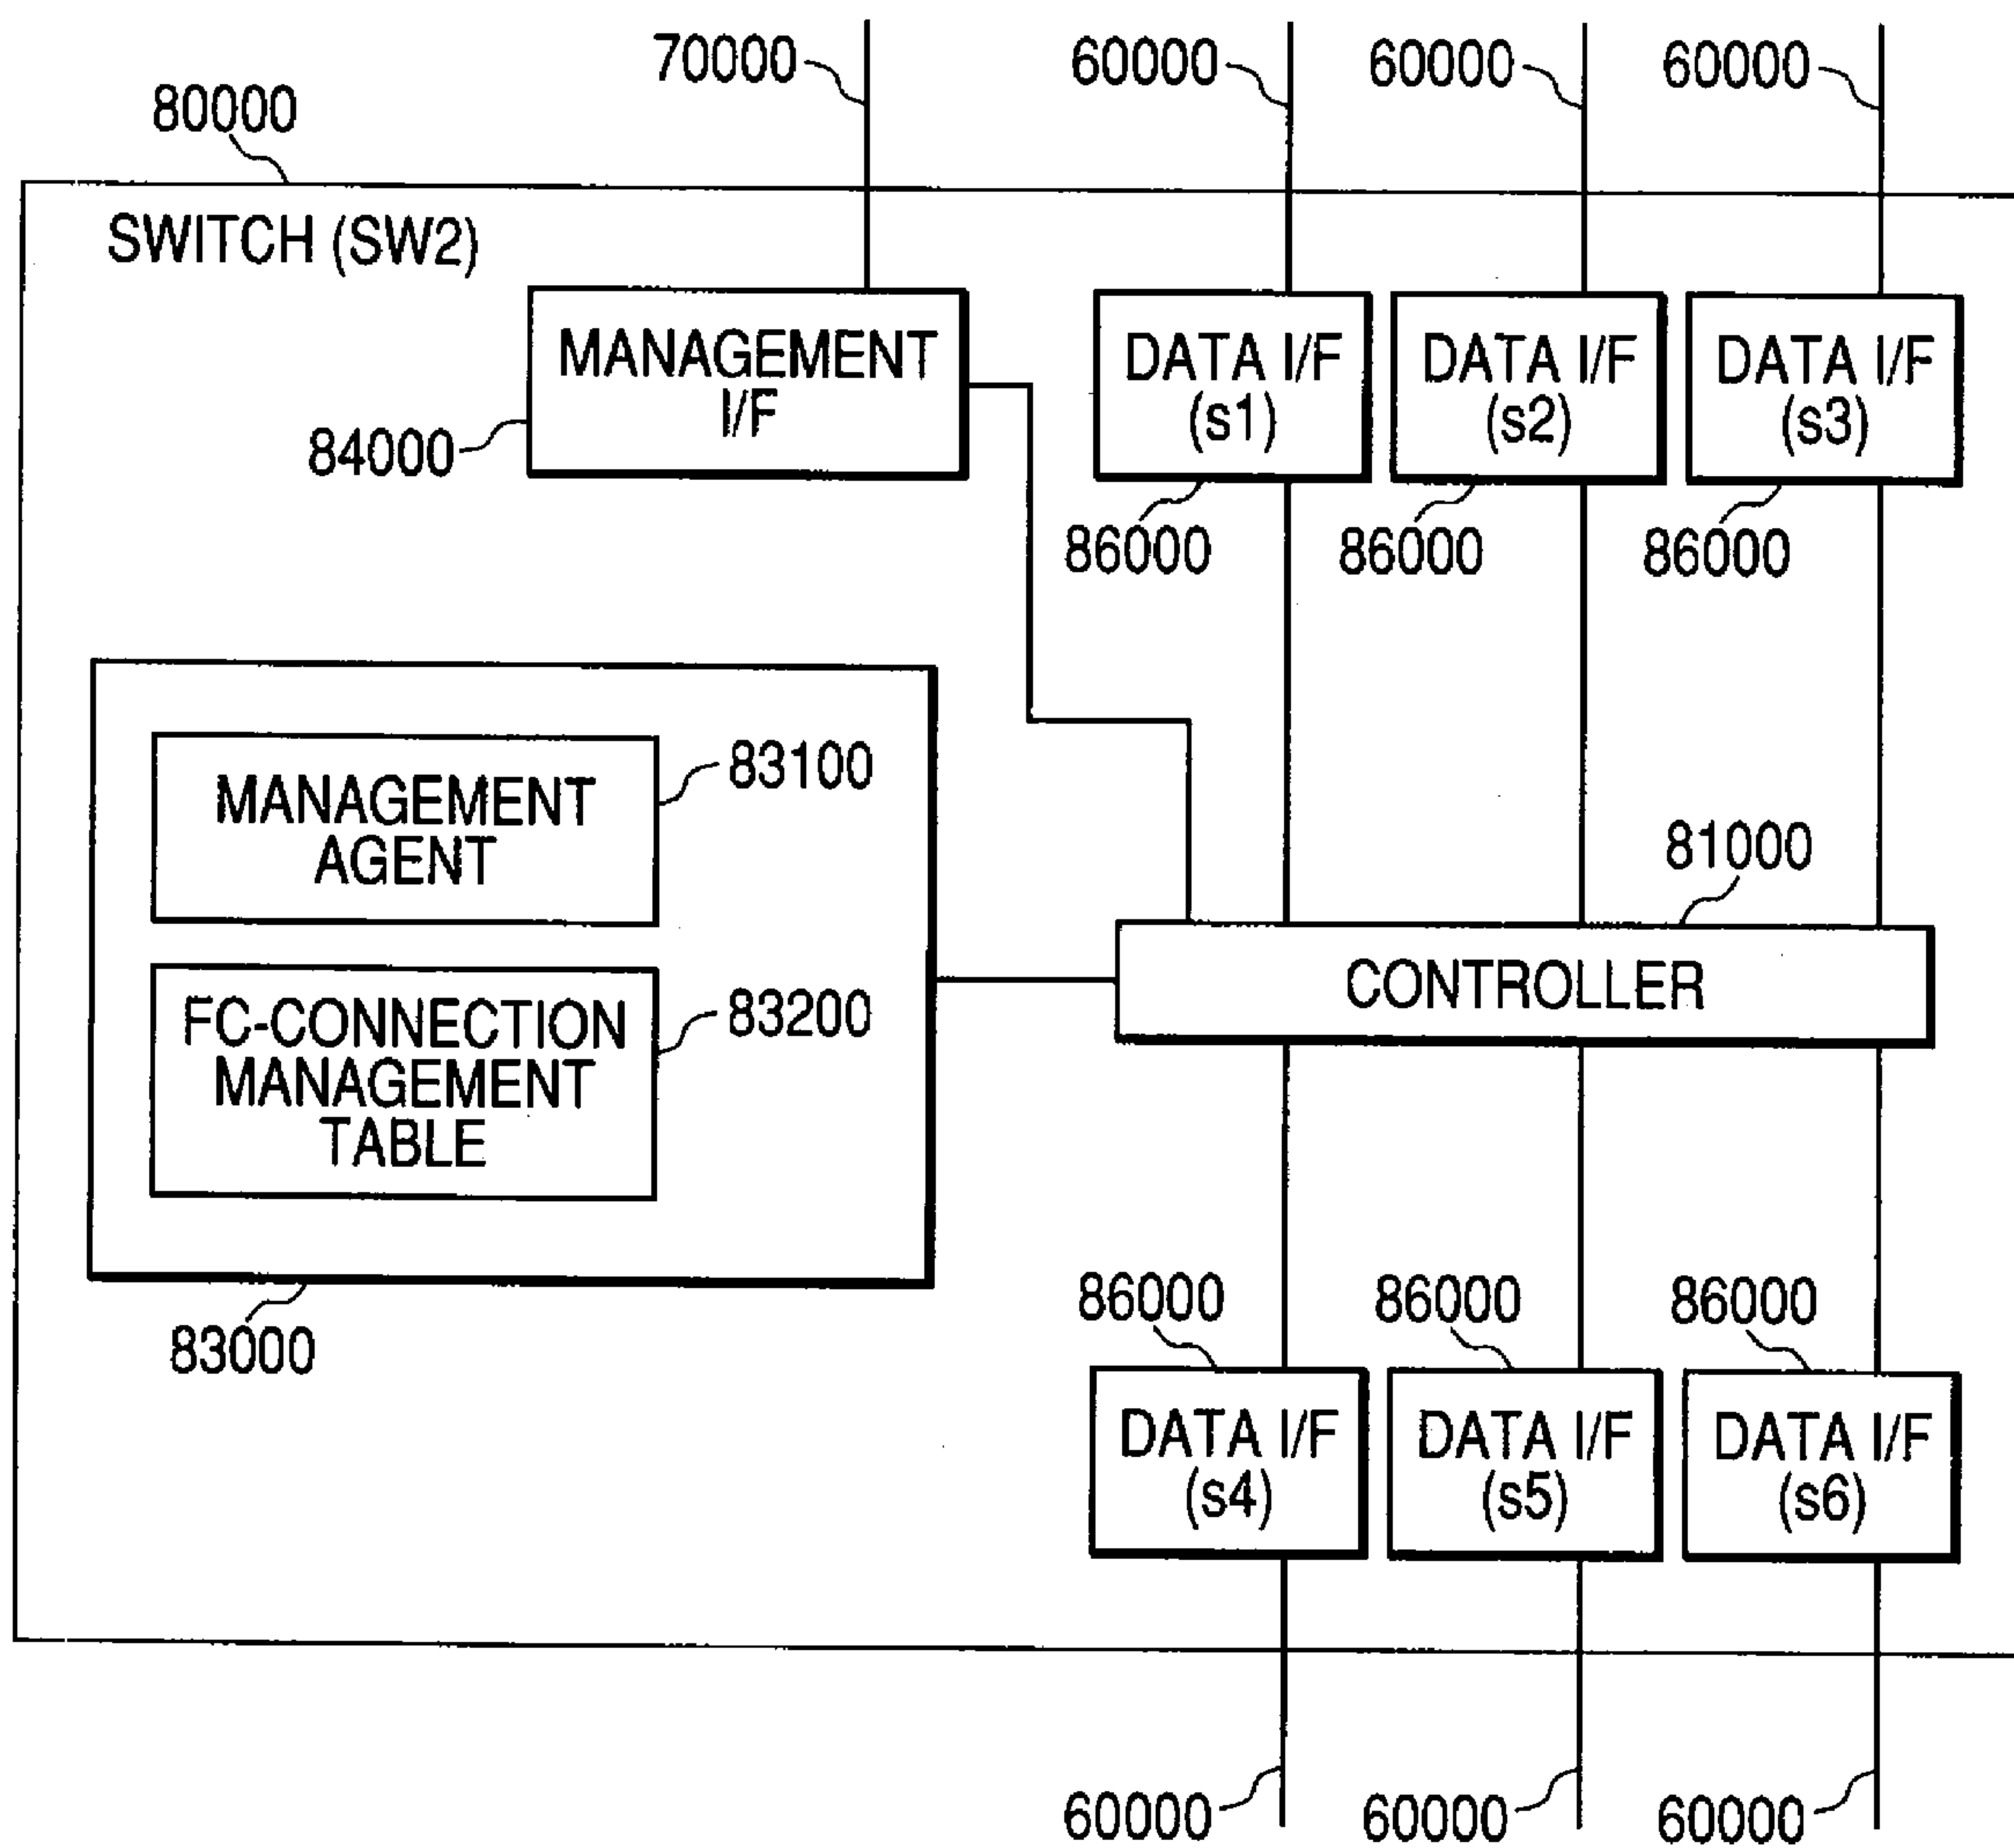 70000
60000
60000
60000
80000
SWITCH (SW2)
MANAGEMENT
I/F
84000
DATA I/F
(s1)
DATA I/F
(s2)
DATA I/F
(s3)
86000
86000
86000
MANAGEMENT
AGENT
83100
81000
CONTROLLER
FC-CONNECTION
MANAGEMENT
TABLE
83200
83000
86000
86000
86000
DATA I/F
(s4)
DATA I/F
(s5)
DATA I/F
(s6)
60000
60000
60000